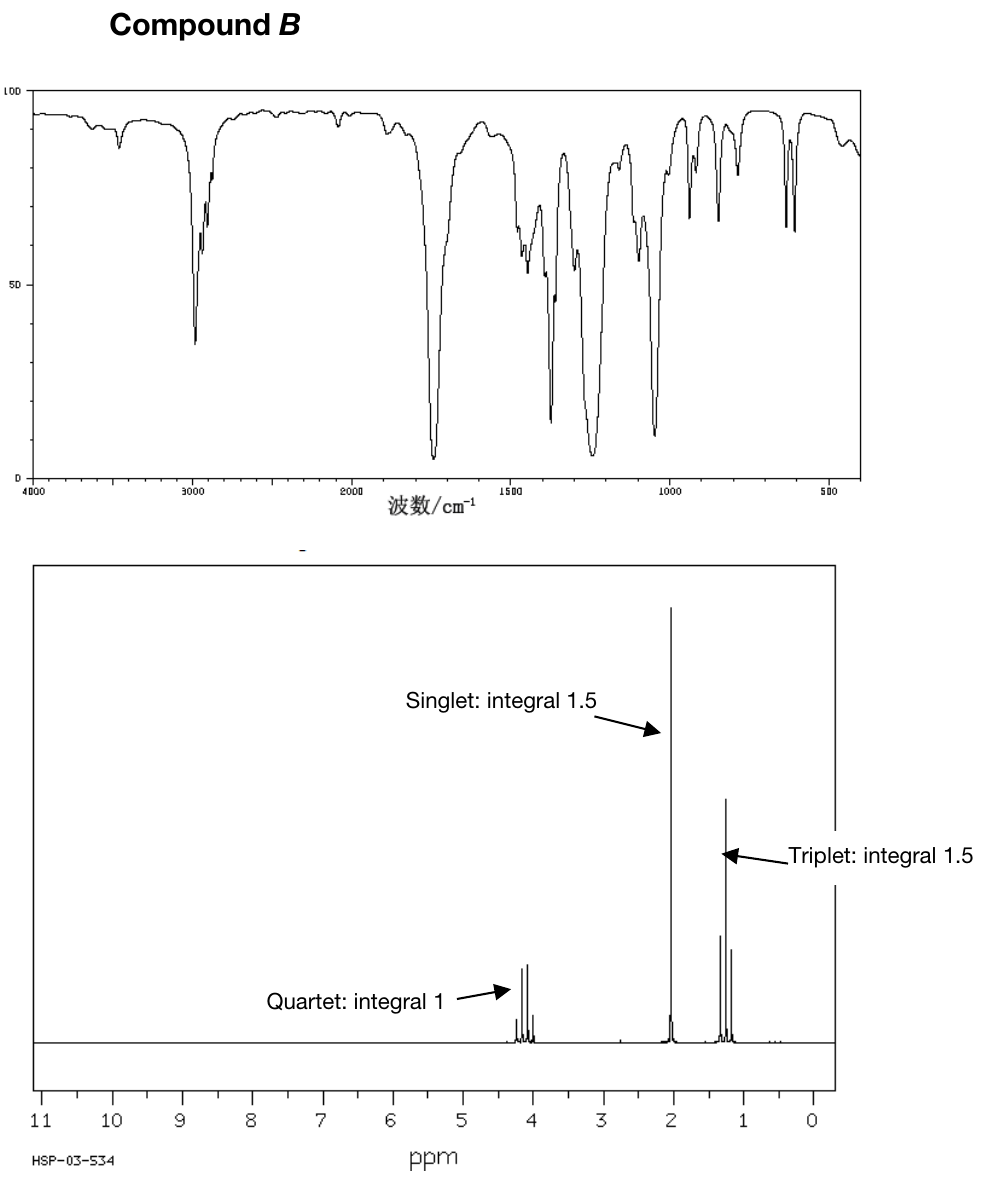 Compound B
100
50
0
4000 3000 2000 1500 1000 500
波数/cm-1
Singlet: integral 1.5
Triplet: integral 1.5
Quartet: integral 1
11 10 9 8 7 6 5 4 3 2 1 0
HSP-03-534
ppm